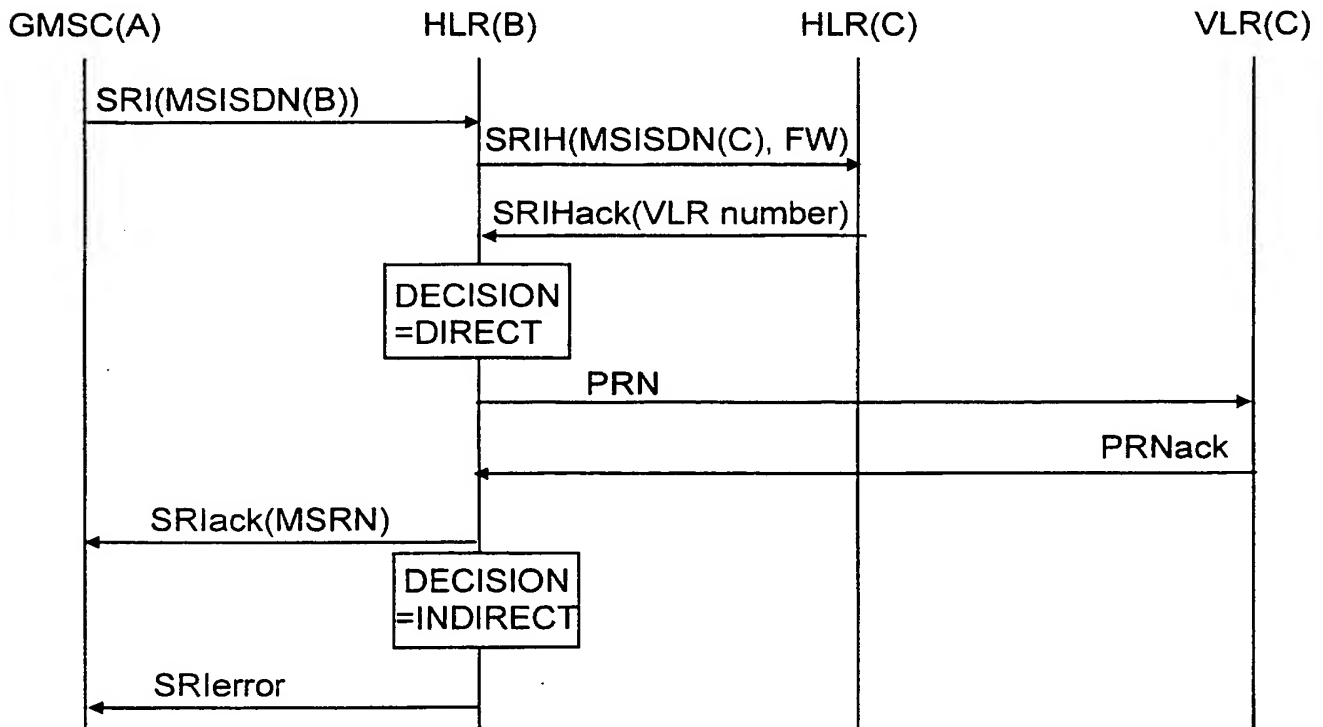 GMSC(A) HLR(B) HLR(C) VLR(C)
SRI(MSISDN(B))
SRIH(MSISDN(C), FW)
SRIHack(VLR number)
DECISION
=DIRECT
PRN
PRNack
SRIack(MSRN)
DECISION
=INDIRECT
SRIerror